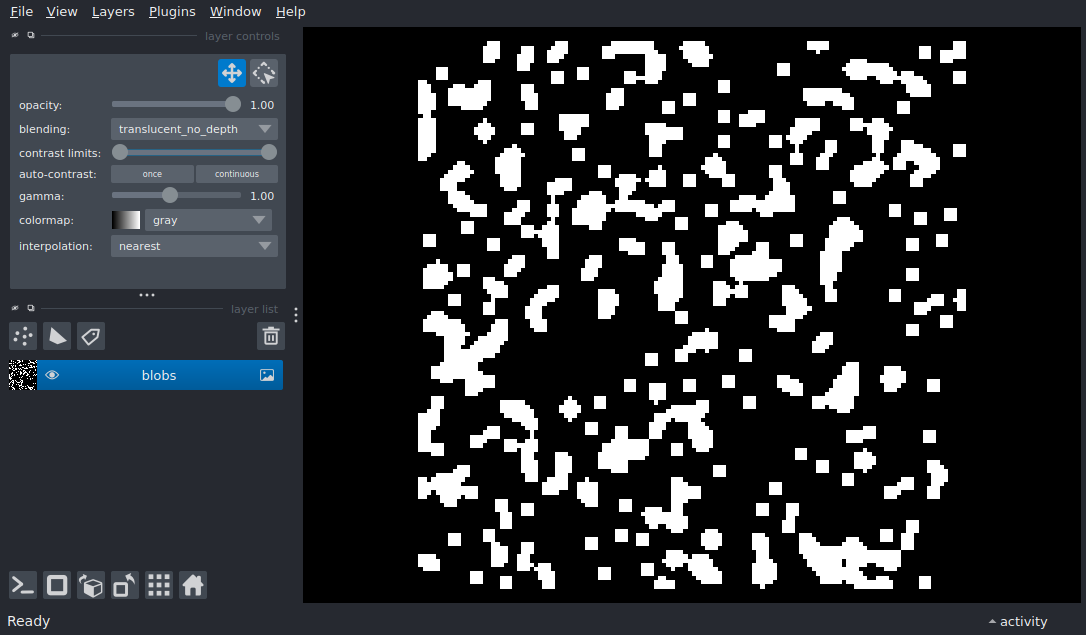 File View Layers Plugins Window Help
layer controls
opacity: 1.00
blending: translucent_no_depth
contrast limits:
auto-contrast: once continuous
gamma: 1.00
colormap: gray
interpolation: nearest
layer list
blobs
Ready activity